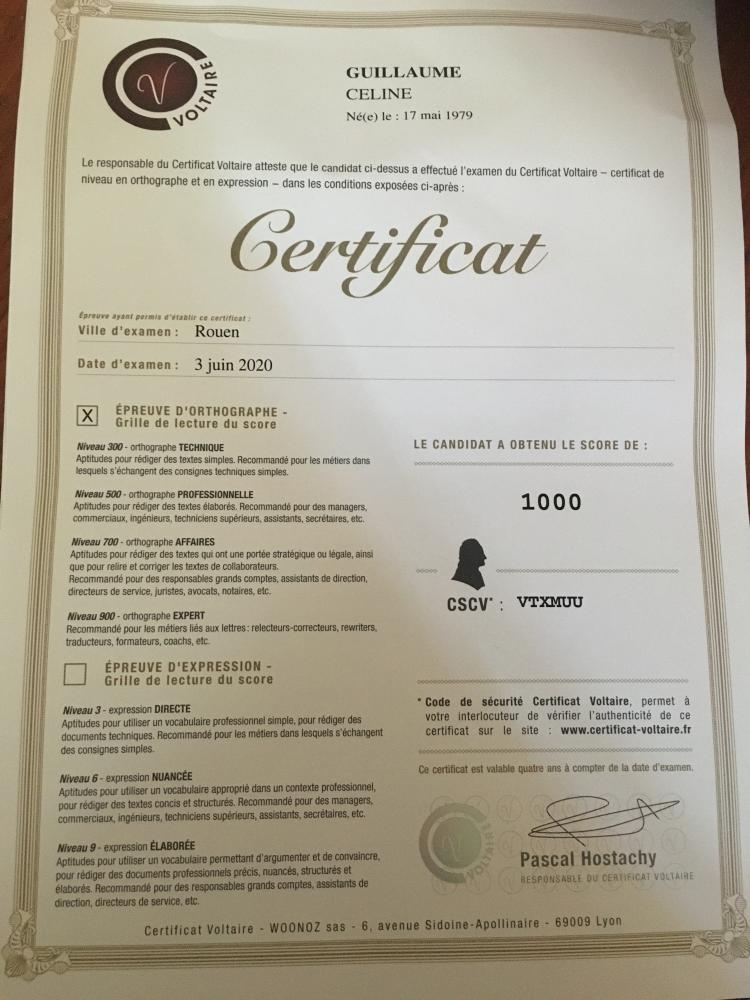 V
VOLTAIRE
GUILLAUME
CELINE
Né(e) le : 17 mai 1979
Le responsable du Certificat Voltaire atteste que le candidat ci-dessus a effectué l'examen du Certificat Voltaire – certificat de
niveau en orthographe et en expression – dans les conditions exposées ci-après :
Certificat
Épreuve ayant permis d'établir ce certificat :
Ville d'examen : Rouen
Date d'examen : 3 juin 2020
X ÉPREUVE D'ORTHOGRAPHE -
Grille de lecture du score
Niveau 300 - orthographe TECHNIQUE
Aptitudes pour rédiger des textes simples. Recommandé pour les métiers dans
lesquels s'échangent des consignes techniques simples.
Niveau 500 - orthographe PROFESSIONNELLE
Aptitudes pour rédiger des textes élaborés. Recommandé pour des managers,
commerciaux, ingénieurs, techniciens supérieurs, assistants, secrétaires, etc.
Niveau 700 - orthographe AFFAIRES
Aptitudes pour rédiger des textes qui ont une portée stratégique ou légale, ainsi
que pour relire et corriger les textes de collaborateurs.
Recommandé pour des responsables grands comptes, assistants de direction,
directeurs de service, juristes, avocats, notaires, etc.
Niveau 900 - orthographe EXPERT
Recommandé pour les métiers liés aux lettres : relecteurs-correcteurs, rewriters,
traducteurs, formateurs, coachs, etc.
ÉPREUVE D'EXPRESSION -
Grille de lecture du score
Niveau 3 - expression DIRECTE
Aptitudes pour utiliser un vocabulaire professionnel simple, pour rédiger des
documents techniques. Recommandé pour les métiers dans lesquels s'échangent
des consignes simples.
Niveau 6 - expression NUANCÉE
Aptitudes pour utiliser un vocabulaire approprié dans un contexte professionnel,
pour rédiger des textes concis et structurés. Recommandé pour des managers,
commerciaux, ingénieurs, techniciens supérieurs, assistants, secrétaires, etc.
Niveau 9 - expression ÉLABORÉE
Aptitudes pour utiliser un vocabulaire permettant d'argumenter et de convaincre,
pour rédiger des documents professionnels précis, nuancés, structurés et
élaborés. Recommandé pour des responsables grands comptes, assistants de
direction, directeurs de service, etc.
LE CANDIDAT A OBTENU LE SCORE DE :
1000
CSCV* : VTXMUU
* Code de sécurité Certificat Voltaire, permet à
votre interlocuteur de vérifier l'authenticité de ce
certificat sur le site : www.certificat-voltaire.fr
Ce certificat est valable quatre ans à compter de la date d'examen.
VOLTAIRE
Pascal Hostachy
RESPONSABLE DU CERTIFICAT VOLTAIRE
Certificat Voltaire - WOONOZ sas - 6, avenue Sidoine-Apollinaire - 69009 Lyon